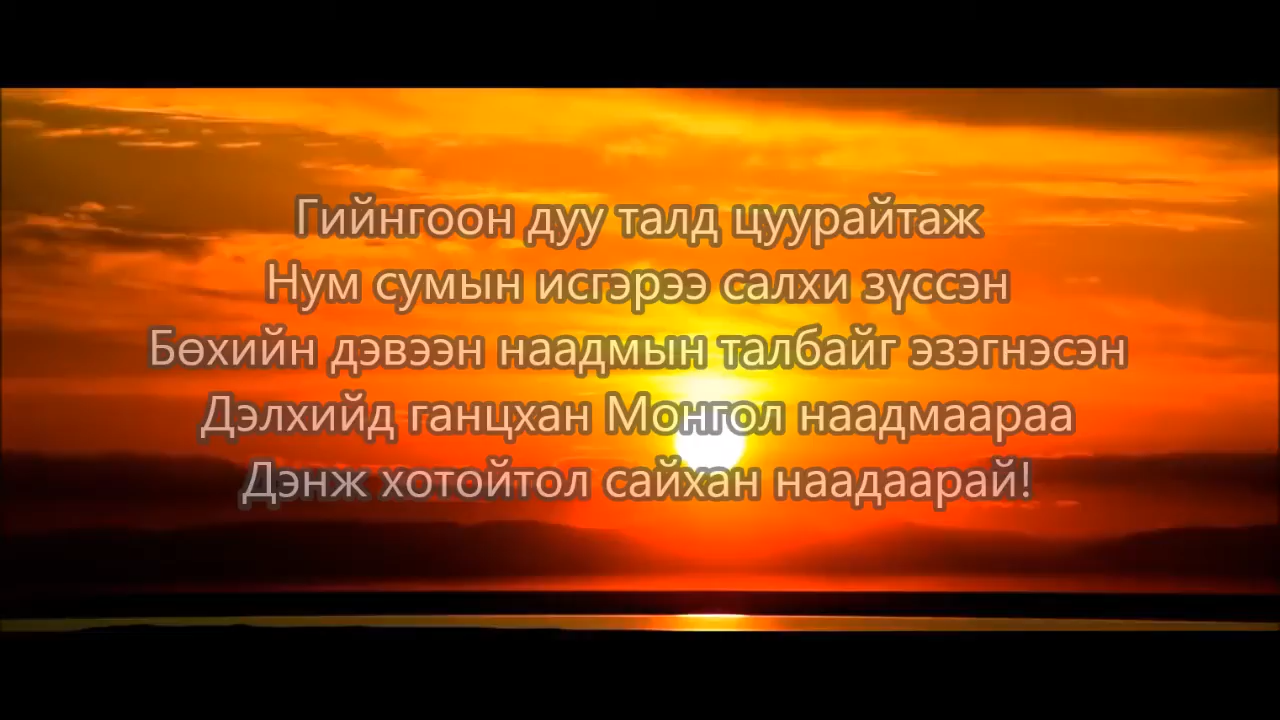 Гийнгоон дуу талд цуурайтаж
Нум сумын исгэрээ салхи зүссэн
Бөхийн дэвээн наадмын талбайг эзэгнэсэн
Дэлхийд ганцхан Монгол наадмаараа
Дэнж хотойтол сайхан наадаарай!